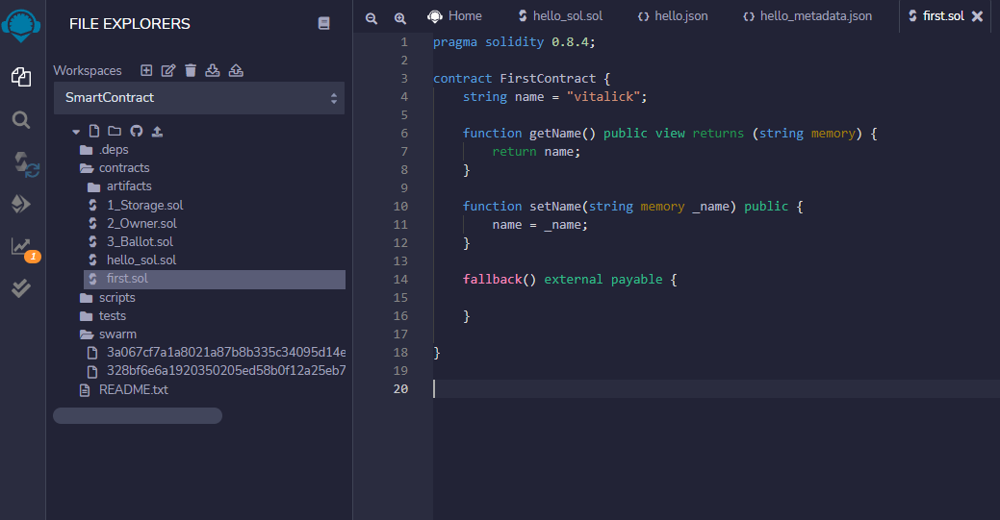 FILE EXPLORERS
Workspaces
SmartContract
.deps
contracts
artifacts
1_Storage.sol
2_Owner.sol
3_Ballot.sol
hello_sol.sol
first.sol
scripts
tests
swarm
3a067cf7a1a8021a87b8b335c34095d14e
328bf6e6a1920350205ed58b0f12a25eb7
README.txt
1
Home hello_sol.sol hello.json hello_metadata.json first.sol
1 pragma solidity 0.8.4;
2
3 contract FirstContract {
4 string name = "vitalick";
5
6 function getName() public view returns (string memory) {
7 return name;
8 }
9
10 function setName(string memory _name) public {
11 name = _name;
12 }
13
14 fallback() external payable {
15
16 }
17
18 }
19
20